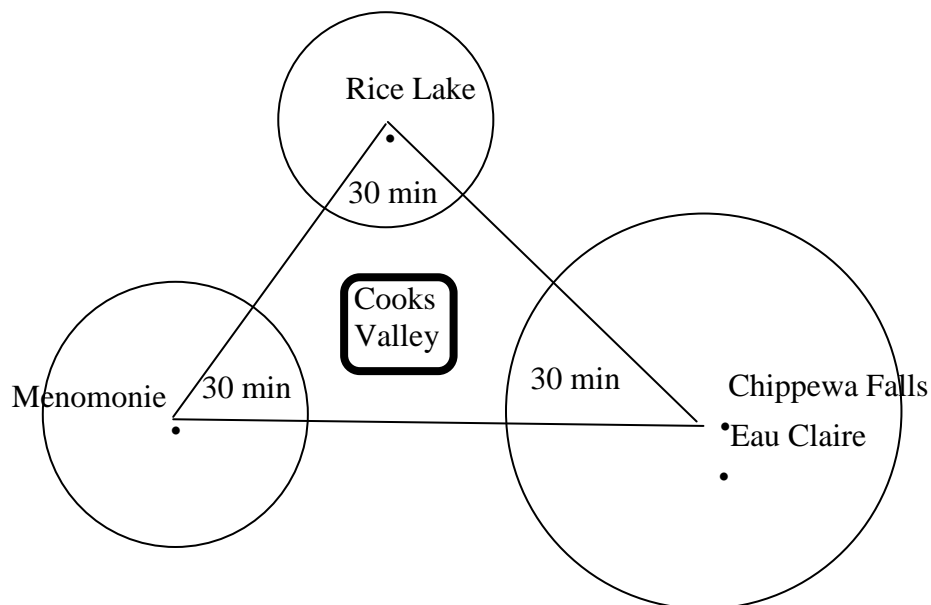 Rice Lake
30 min
Cooks
Valley
Menomonie
30 min
30 min
Chippewa Falls
Eau Claire